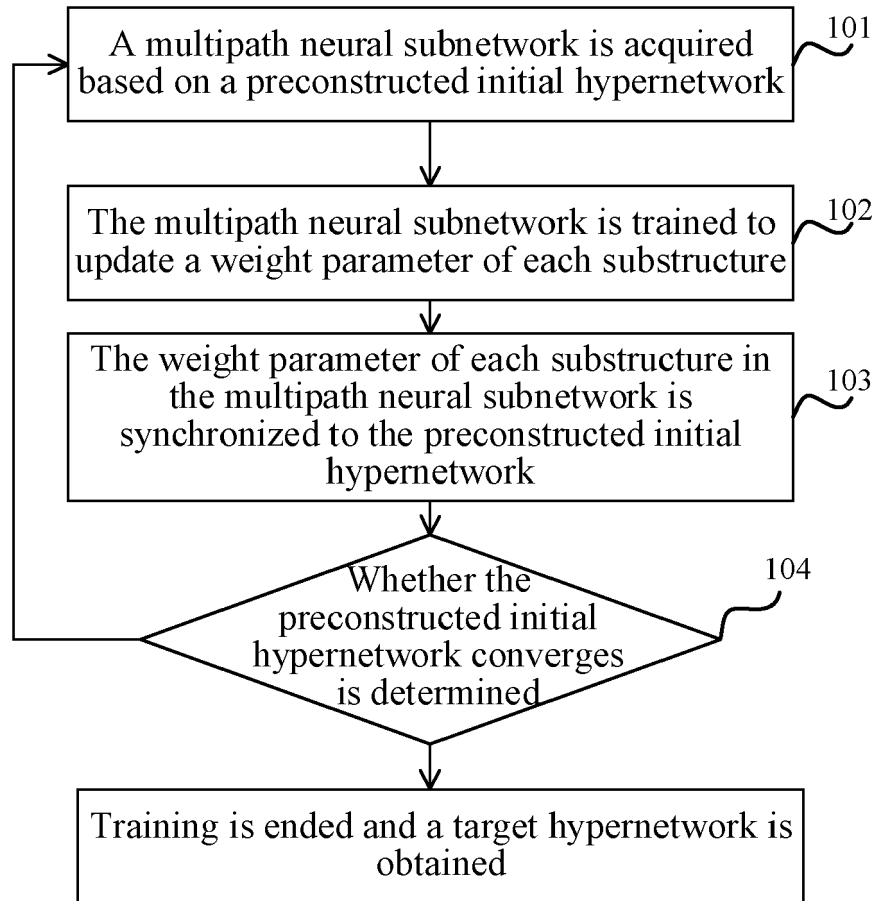 A multipath neural subnetwork is acquired
based on a preconstructed initial hypernetwork
101
The multipath neural subnetwork is trained to
update a weight parameter of each substructure
102
The weight parameter of each substructure in
the multipath neural subnetwork is
synchronized to the preconstructed initial
hypernetwork
103
Whether the
preconstructed initial
hypernetwork converges
is determined
104
Training is ended and a target hypernetwork is
obtained